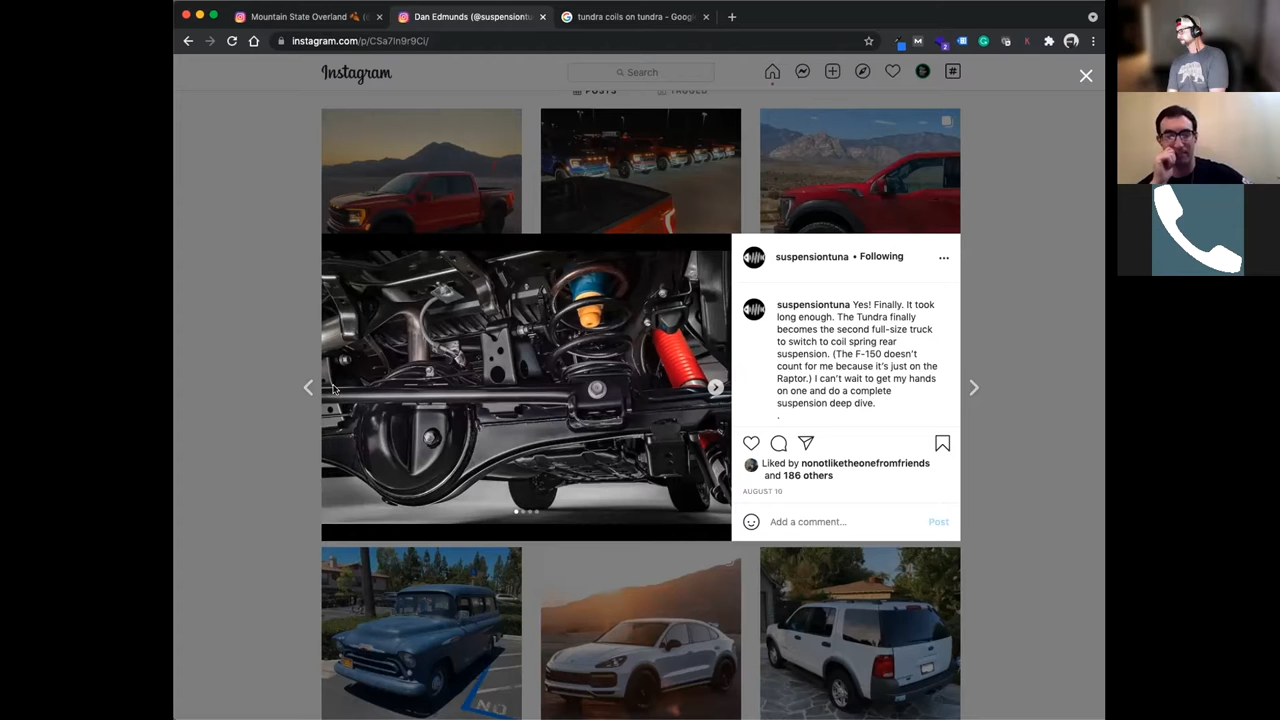 Mountain State Overland
Dan Edmunds (@suspensiontu
tundra coils on tundra - Googl
instagram.com/p/CSa7In9r9Ci/
Instagram
Search
POSTS
TAGGED
suspensiontuna • Following
suspensiontuna Yes! Finally. It took
long enough. The Tundra finally
becomes the second full-size truck
to switch to coil spring rear
suspension. (The F-150 doesn't
count for me because it's just on the
Raptor.) I can't wait to get my hands
on one and do a complete
suspension deep dive.
.
Liked by nonotliketheonefromfriends
and 186 others
AUGUST 10
Add a comment...
Post
NO